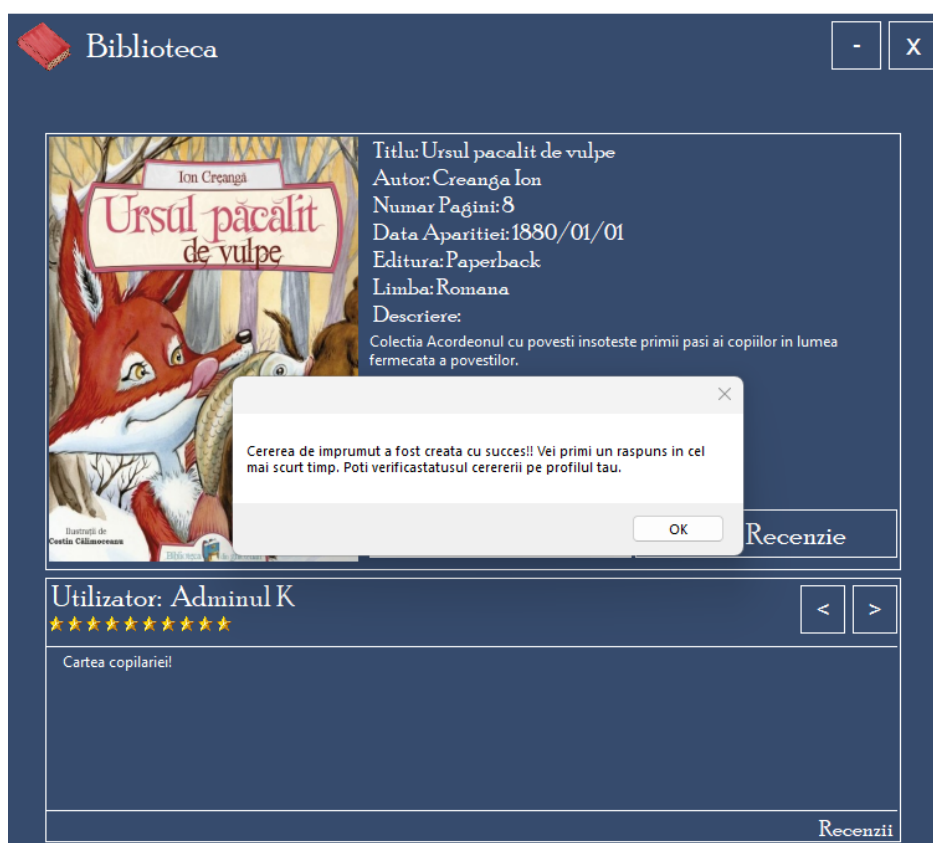 Biblioteca
-
X
Ion Creangă
Ursul păcălit
de vulpe
Ilustrații de
Costin Călimoceanu
Titlu:Ursul pacalit de vulpe
Autor:Creanga Ion
Numar Pagini:8
Data Aparitiei:1880/01/01
Editura:Paperback
Limba:Romana
Descriere:
Colectia Acordeonul cu povesti insoteste primii pasi ai copiilor in lumea
fermecata a povestilor.
Cererea de imprumut a fost creata cu succes!! Vei primi un raspuns in cel
mai scurt timp. Poti verificastatusul cerererii pe profilul tau.
OK
Recenzie
Utilizator: Adminul K
< >
Cartea copilariei!
Recenzii